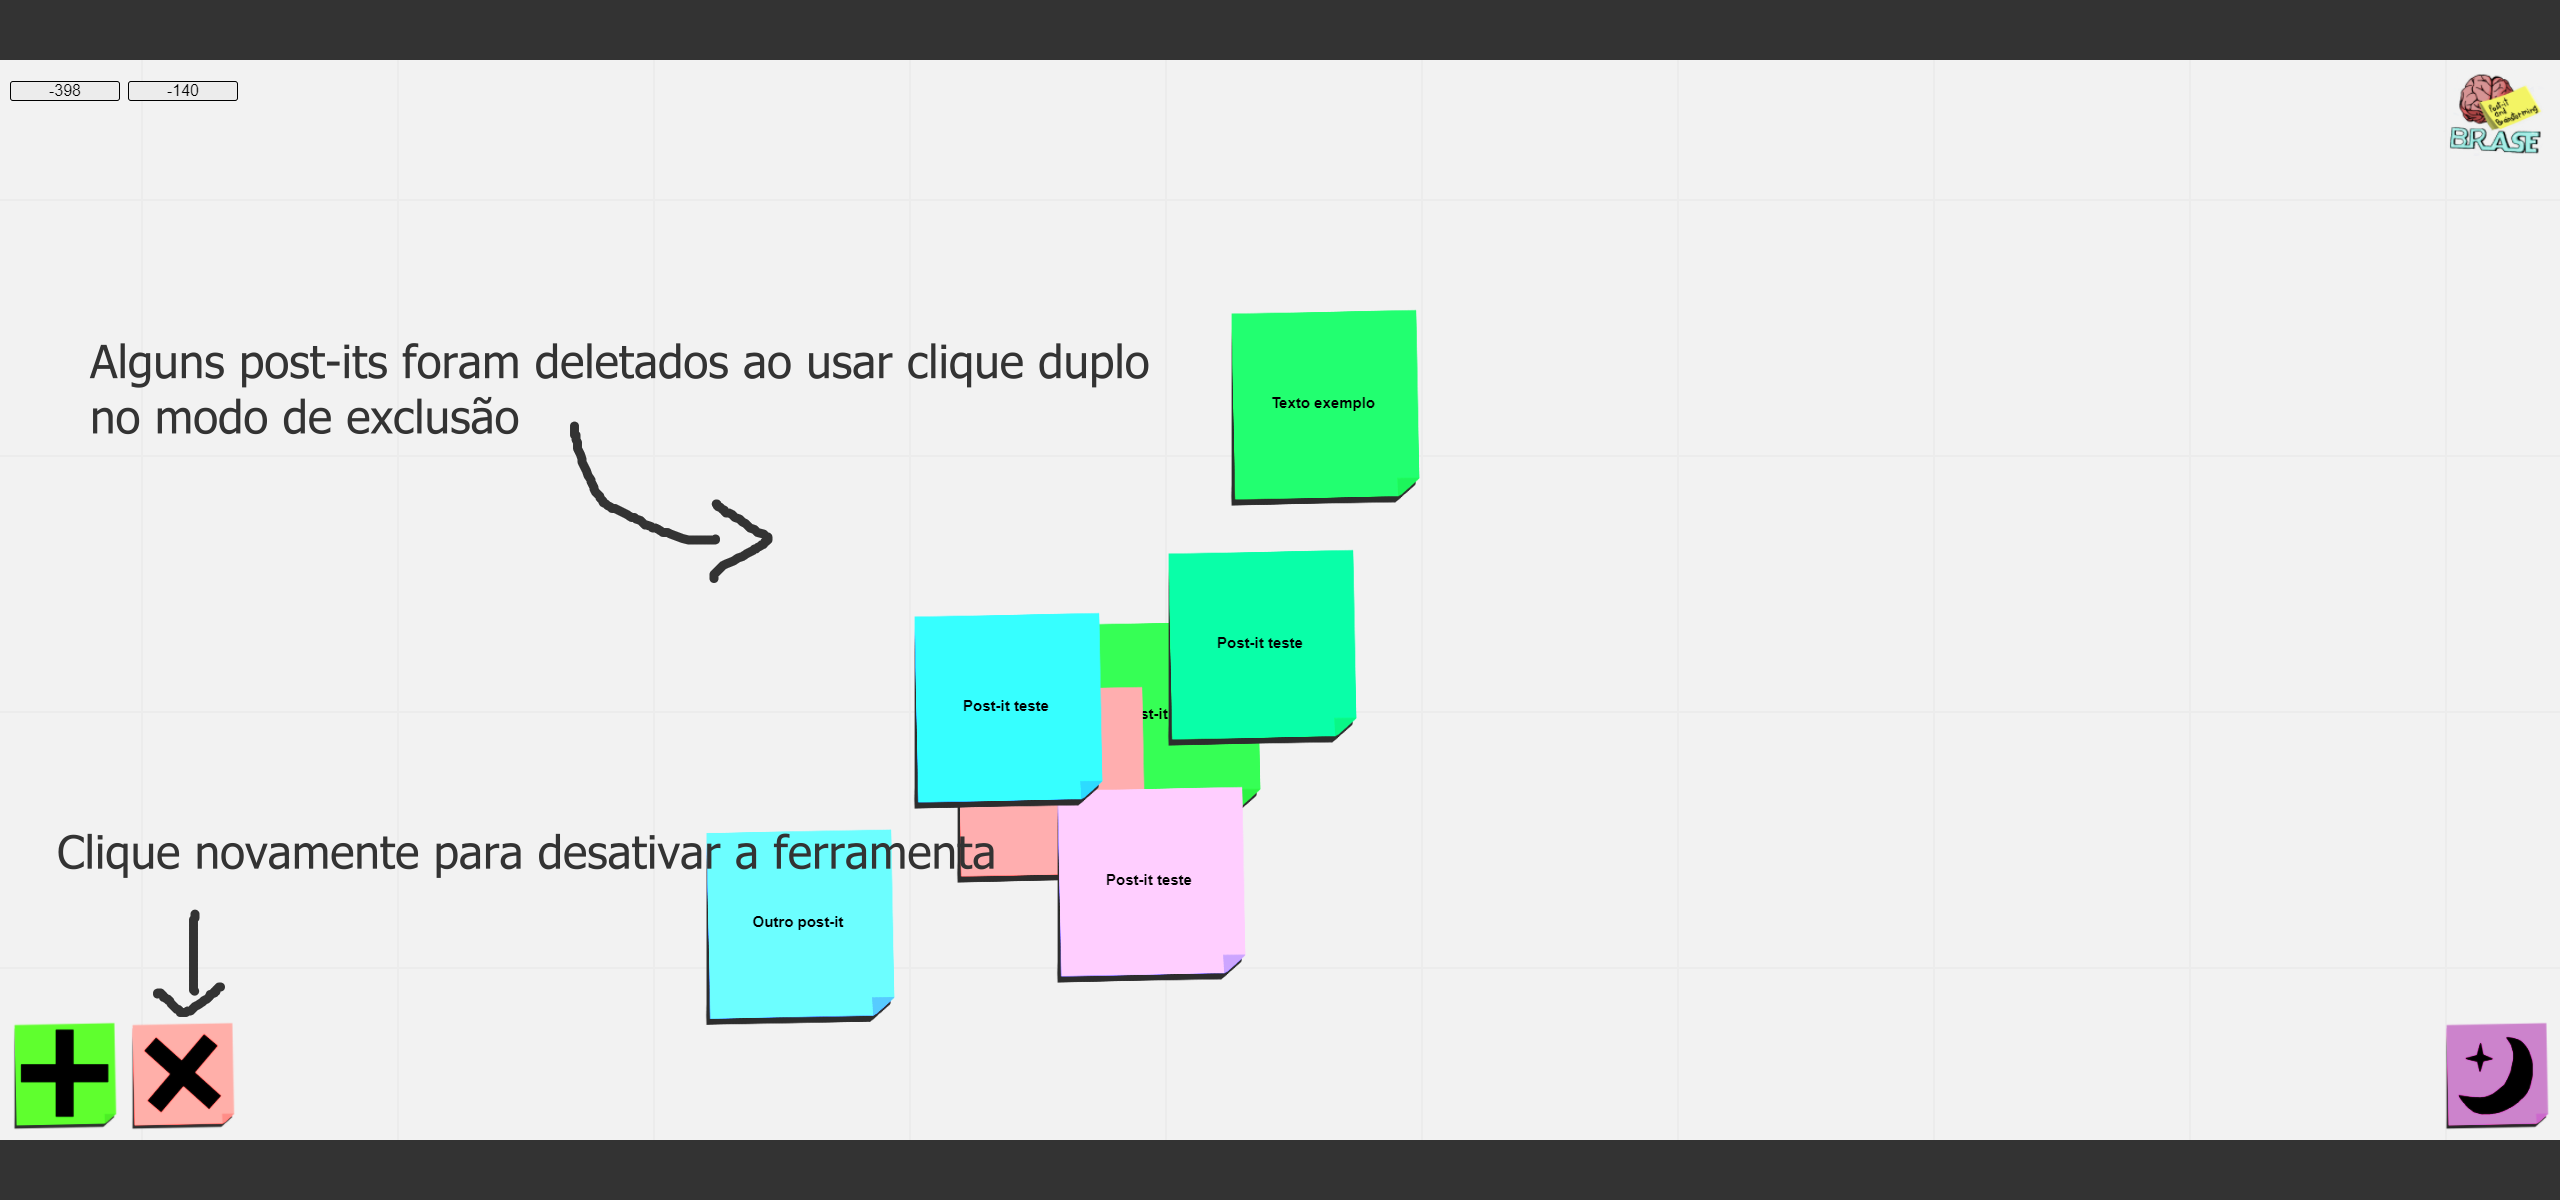 -398 -140
Post-it
and
Brainstorming
BRASE
Alguns post-its foram deletados ao usar clique duplo
no modo de exclusão
Texto exemplo
Post-it teste
Post-it teste
st-it
Clique novamente para desativar a ferramenta
Post-it teste
Outro post-it